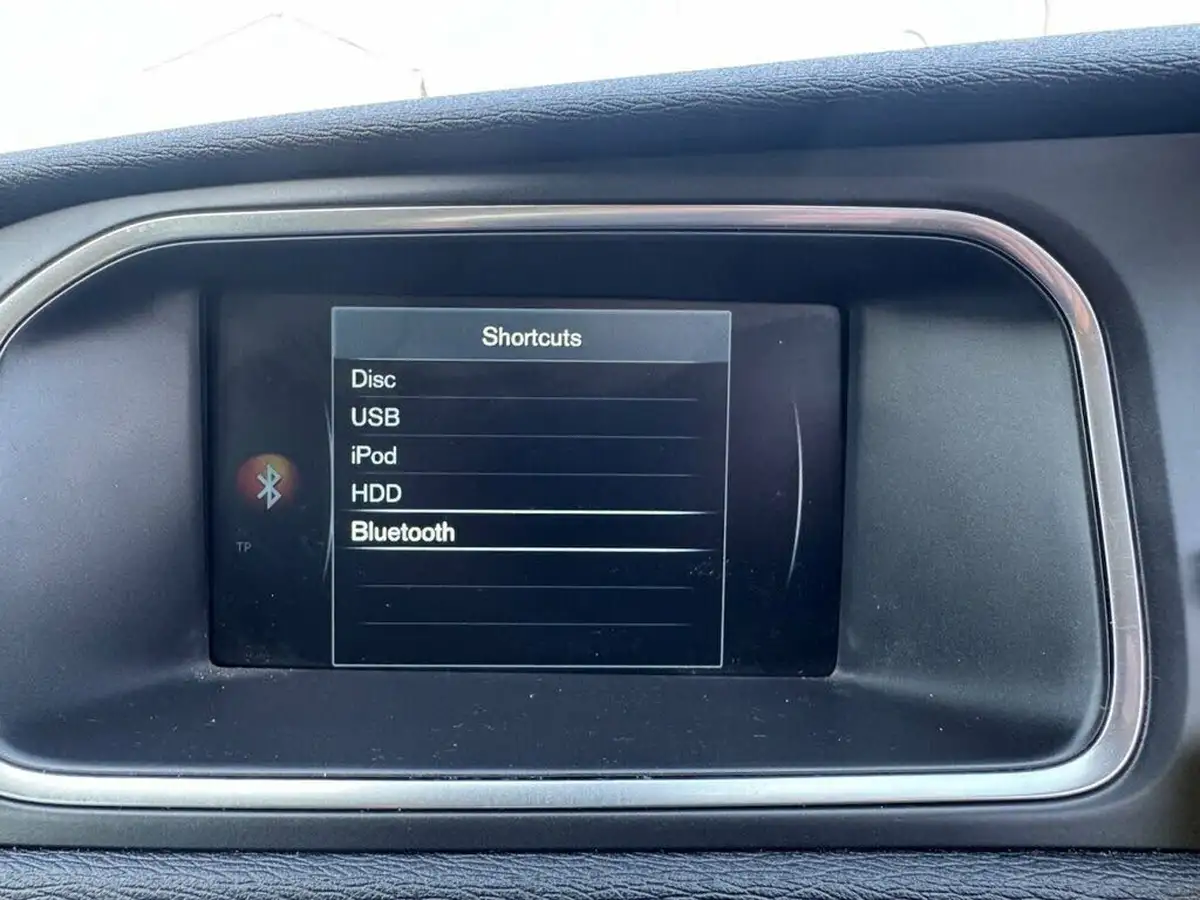 Shortcuts
Disc
USB
iPod
HDD
Bluetooth
TP